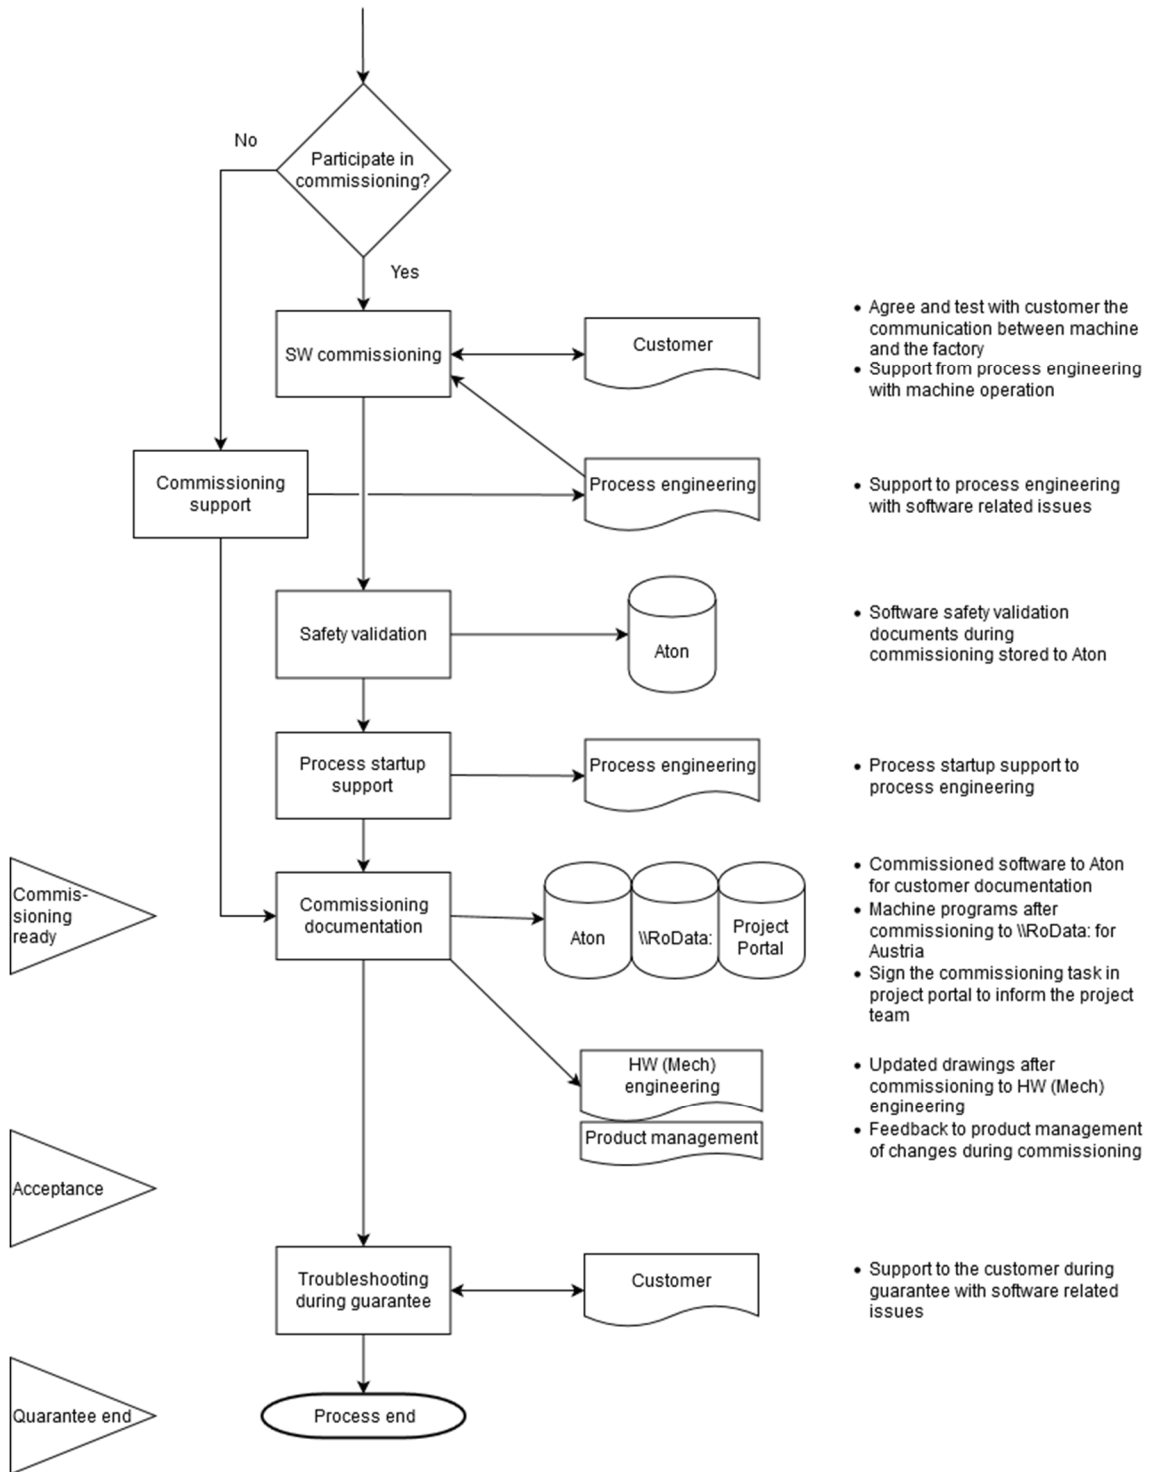 No
Participate in
commissioning?
Yes
SW commissioning
Customer
• Agree and test with customer the
communication between machine
and the factory
• Support from process engineering
with machine operation
Commissioning
support
Process engineering
• Support to process engineering
with software related issues
Safety validation
Aton
• Software safety validation
documents during
commissioning stored to Aton
Process startup
support
Process engineering
• Process startup support to
process engineering
Commis-
sioning
ready
Commissioning
documentation
Aton
\\RoData:
Project
Portal
• Commissioned software to Aton
for customer documentation
• Machine programs after
commissioning to \\RoData: for
Austria
• Sign the commissioning task in
project portal to inform the project
team
HW (Mech)
engineering
Product management
• Updated drawings after
commissioning to HW (Mech)
engineering
• Feedback to product management
of changes during commissioning
Acceptance
Troubleshooting
during guarantee
Customer
• Support to the customer during
guarantee with software related
issues
Quarantee end
Process end